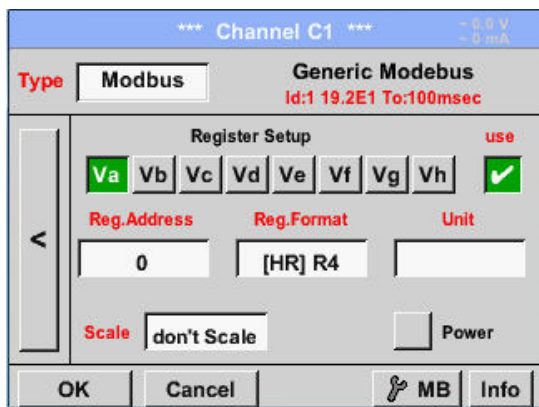 *** Channel C1 ***
~ 0.0 V
~ 0 mA
Type
Modbus
Generic Modebus
Id:1 19.2E1 To:100msec
Register Setup
use
Va Vb Vc Vd Ve Vf Vg Vh
✔
Reg.Address Reg.Format Unit
<
0 [HR] R4
Scale don't Scale Power
OK Cancel MB Info